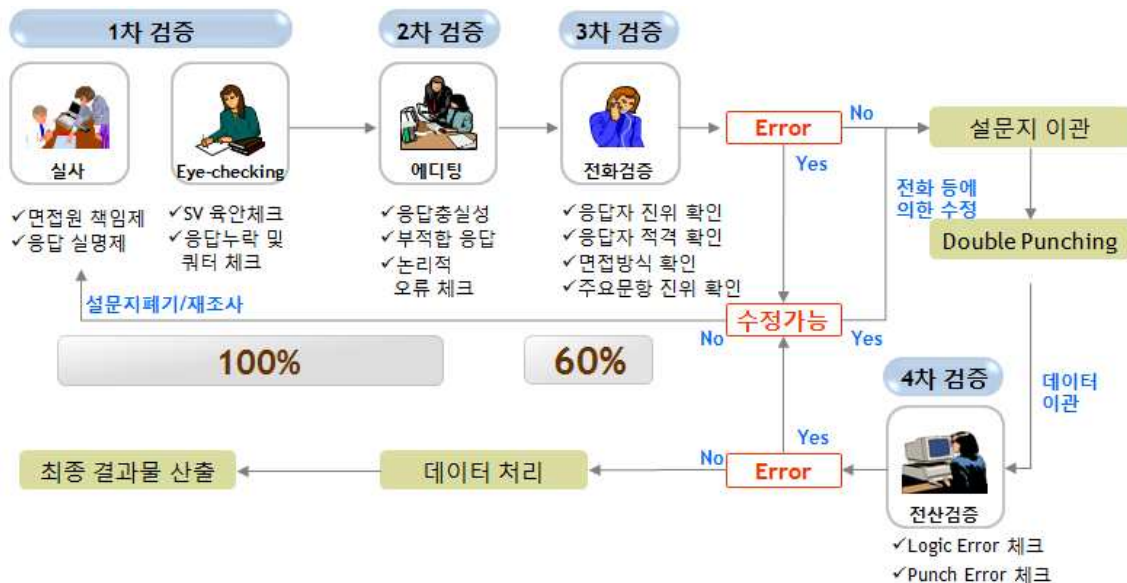 1차 검증
2차 검증
3차 검증
실사
Eye-checking
에디팅
전화검증
✓면접원 책임제
✓응답 실명제
✓SV 육안체크
✓응답누락 및
쿼터 체크
✓응답충실성
✓부적합 응답
✓논리적
오류 체크
✓응답자 진위 확인
✓응답자 적격 확인
✓면접방식 확인
✓주요문항 진위 확인
Error
No
Yes
설문지 이관
전화 등에
의한 수정
Double Punching
설문지폐기/재조사
수정가능
No
Yes
100%
60%
4차 검증
데이터
이관
전산검증
✓Logic Error 체크
✓Punch Error 체크
Yes
No
Error
데이터 처리
최종 결과물 산출